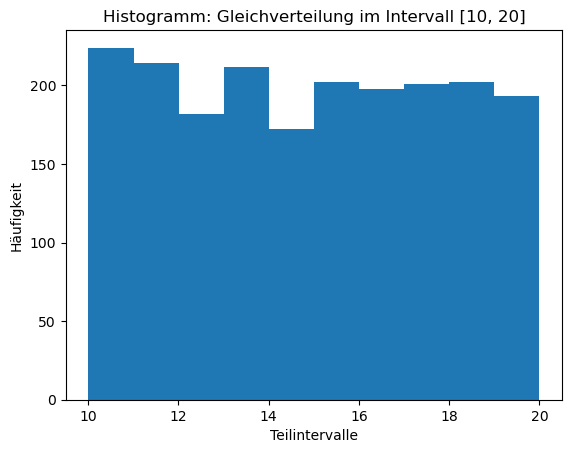 Histogramm: Gleichverteilung im Intervall [10, 20]
Häufigkeit
200
150
100
50
0
10 12 14 16 18 20
Teilintervalle